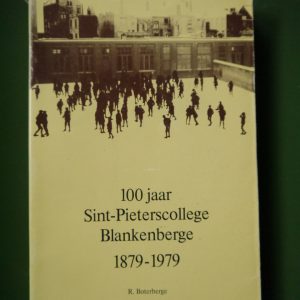 100 jaar
Sint-Pieterscollege
Blankenberge
1879-1979
R. Boterberge